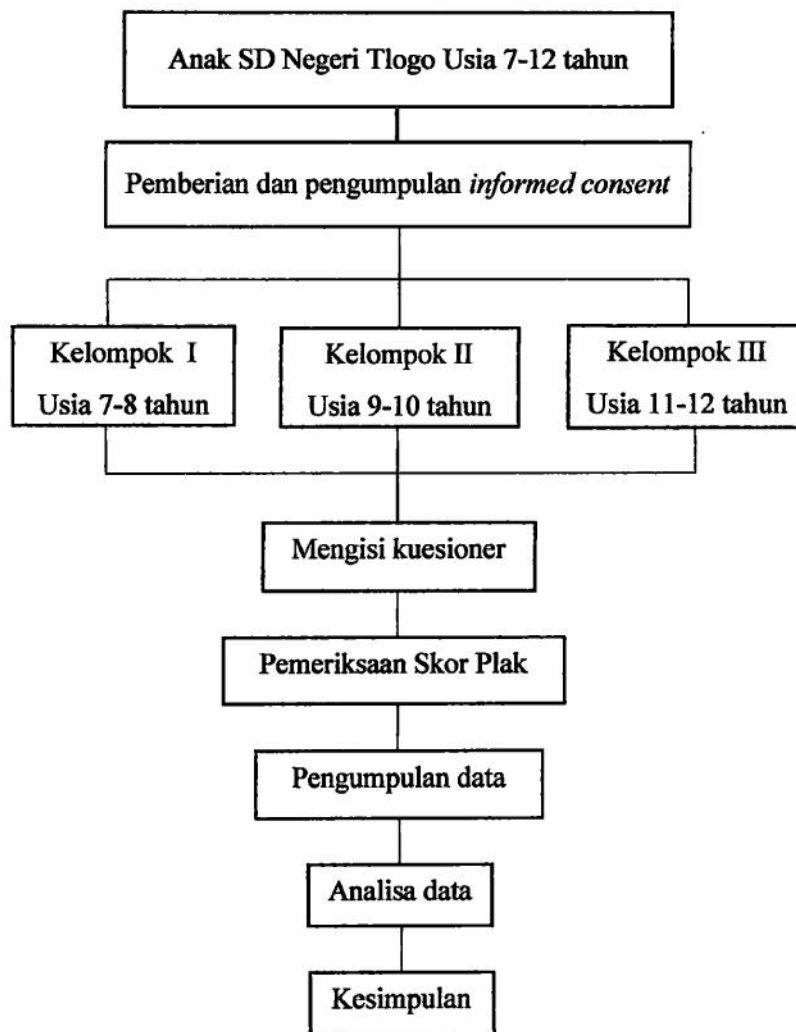 Anak SD Negeri Tlogo Usia 7-12 tahun
Pemberian dan pengumpulan informed consent
Kelompok I
Usia 7-8 tahun
Kelompok II
Usia 9-10 tahun
Kelompok III
Usia 11-12 tahun
Mengisi kuesioner
Pemeriksaan Skor Plak
Pengumpulan data
Analisa data
Kesimpulan